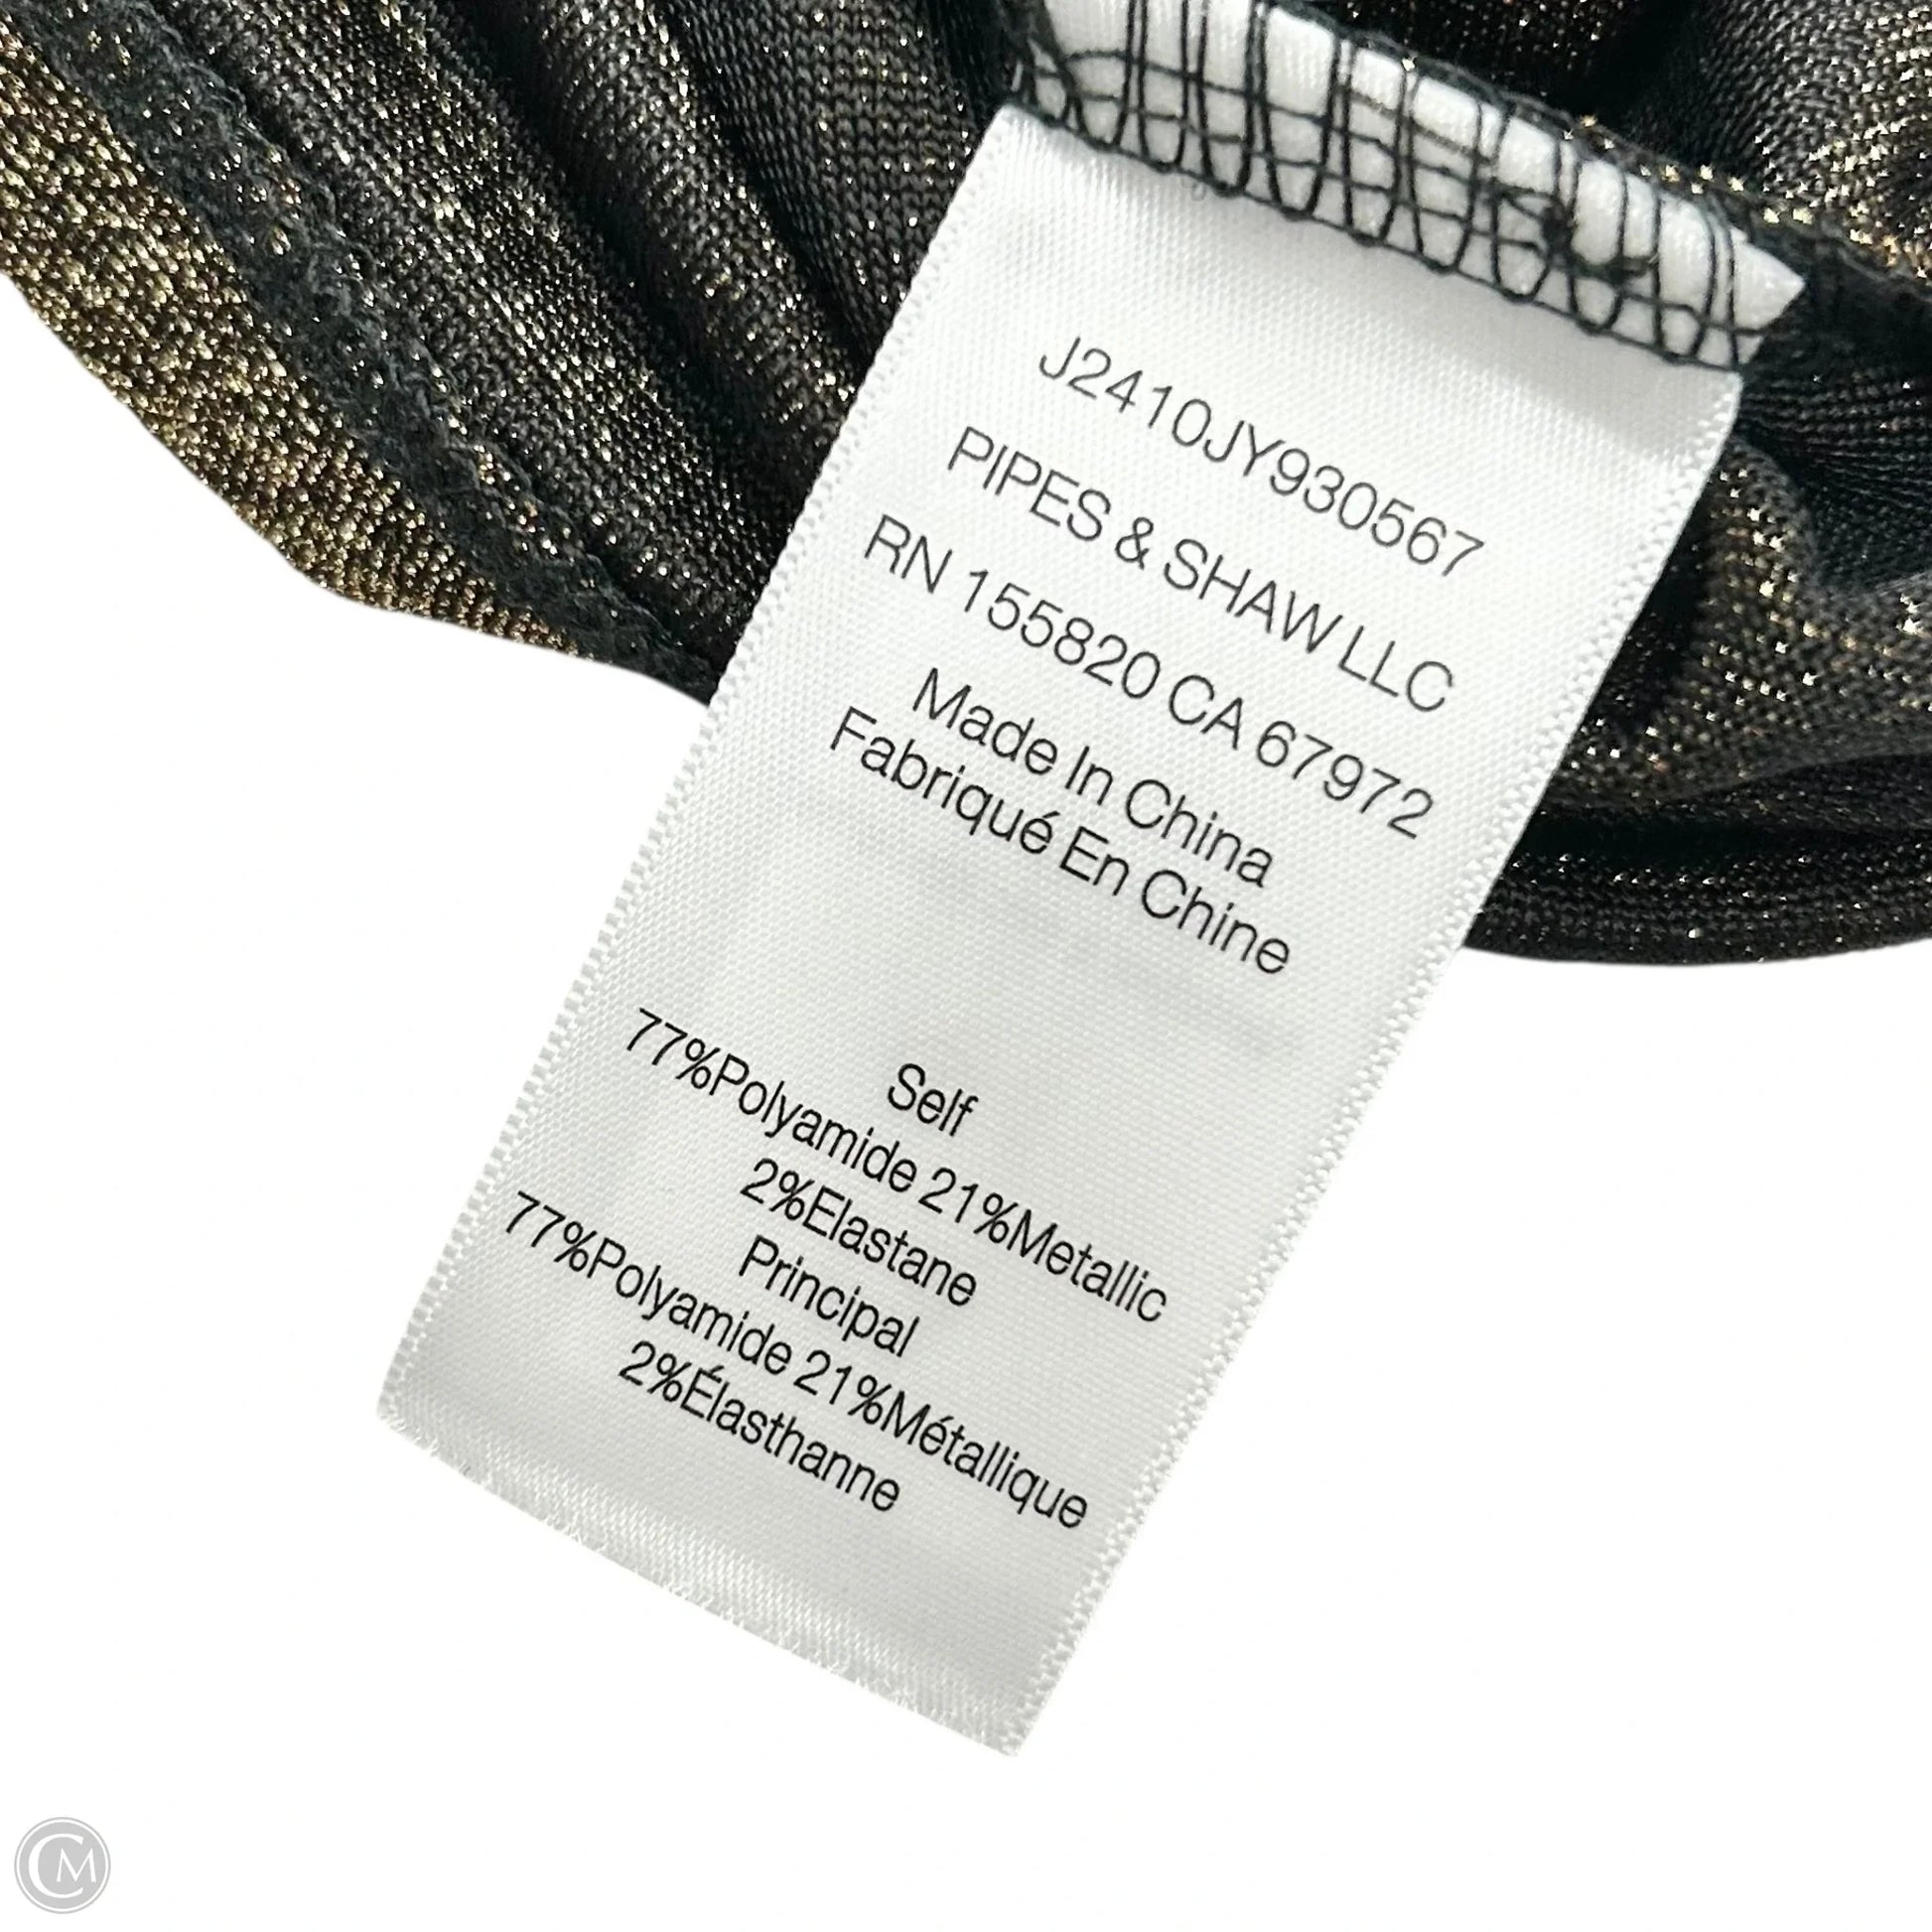 J2410JY930567
PIPES & SHAW LLC
RN 155820 CA 67972
Made In China
Fabriqué En Chine
Self
77%Polyamide 21%Metallic
2%Elastane
Principal
77%Polyamide 21%Métallique
2%Élasthanne
CM